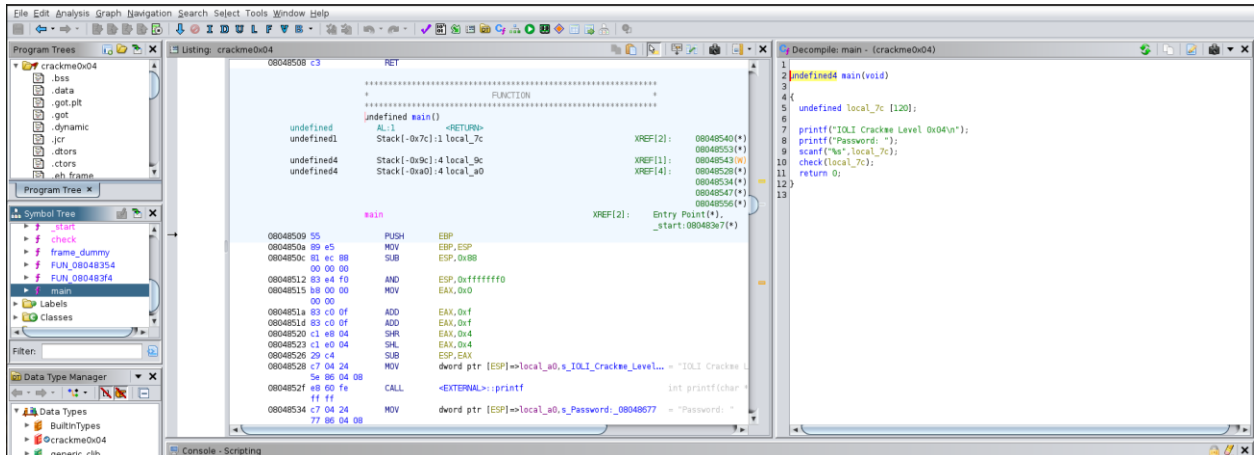 File Edit Analysis Graph Navigation Search Select Tools Window Help
I D U L F V B
Program Trees
crackme0x04
.bss
.data
.got.plt
.got
.dynamic
.jcr
.dtors
.ctors
.eh_frame
Program Tree ×
Symbol Tree
_start
check
frame_dummy
FUN_08048354
FUN_080483f4
main
Labels
Classes
Filter:
Data Type Manager
Data Types
BuiltInTypes
crackme0x04
generic_clib
Listing: crackme0x04
08048508 c3 RET
**************************************************************
* FUNCTION *
**************************************************************
undefined main()
undefined AL:1 <RETURN>
undefined1 Stack[-0x7c]:1 local_7c XREF[2]: 08048540(*)
08048553(*)
undefined4 Stack[-0x9c]:4 local_9c XREF[1]: 08048543(W)
undefined4 Stack[-0xa0]:4 local_a0 XREF[4]: 08048528(*)
08048534(*)
08048547(*)
08048556(*)
main XREF[2]: Entry Point(*),
_start:080483e7(*)
08048509 55 PUSH EBP
0804850a 89 e5 MOV EBP,ESP
0804850c 81 ec 88 SUB ESP,0x88
00 00 00
08048512 83 e4 f0 AND ESP,0xfffffff0
08048515 b8 00 00 MOV EAX,0x0
00 00
0804851a 83 c0 0f ADD EAX,0xf
0804851d 83 c0 0f ADD EAX,0xf
08048520 c1 e8 04 SHR EAX,0x4
08048523 c1 e0 04 SHL EAX,0x4
08048526 29 c4 SUB ESP,EAX
08048528 c7 04 24 MOV dword ptr [ESP]=>local_a0,s_IOLI_Crackme_Level... = "IOLI Crackme L
5e 86 04 08
0804852f e8 60 fe CALL <EXTERNAL>::printf int printf(char *
ff ff
08048534 c7 04 24 MOV dword ptr [ESP]=>local_a0,s_Password:_08048677 = "Password: "
77 86 04 08
Decompile: main - (crackme0x04)
1
2 undefined4 main(void)
3
4 {
5 undefined local_7c [120];
6
7 printf("IOLI Crackme Level 0x04\n");
8 printf("Password: ");
9 scanf("%s",local_7c);
10 check(local_7c);
11 return 0;
12 }
13
Console - Scripting